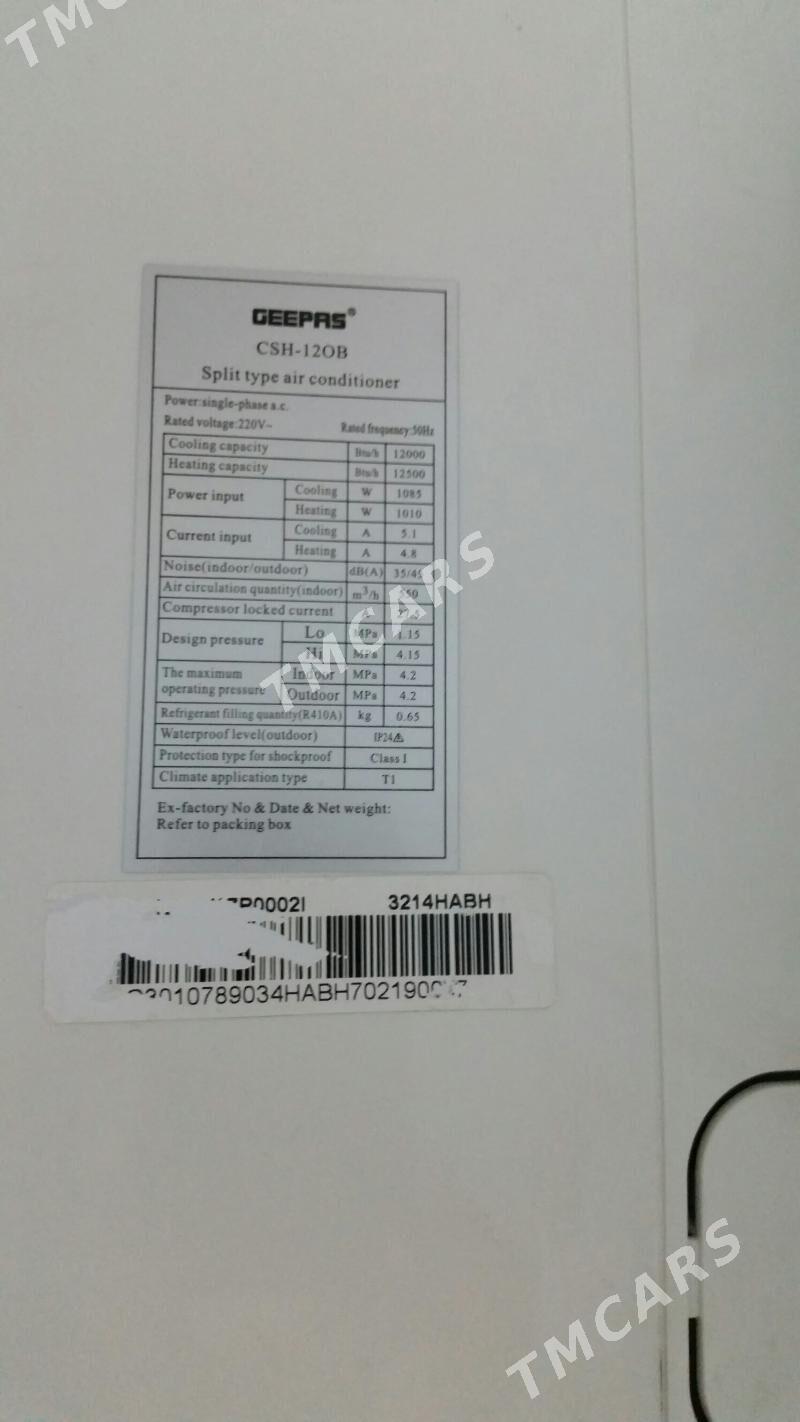 GEEPAS®
CSH-12OB
Split type air conditioner
Power:single-phase a.c.
Rated voltage:220V~ Rated frequency:50Hz
Cooling capacity Btu/h 12000
Heating capacity Btu/h 12500
Power input Cooling W 1085
Heating W 1010
Current input Cooling A 5.1
Heating A 4.8
Noise(indoor/outdoor) dB(A)
Air circulation quantity(indoor) m³/h
Compressor locked current
Design pressure Lo MPa 1.15
Hi MPa 4.15
The maximum operating pressure Indoor MPa 4.2
Outdoor MPa 4.2
Refrigerant filling quantity(R410A) kg 0.65
Waterproof level(outdoor) IP24
Protection type for shockproof Class I
Climate application type T1
Ex-factory No & Date & Net weight:
Refer to packing box
3214HABH
TMCARS
TMCARS